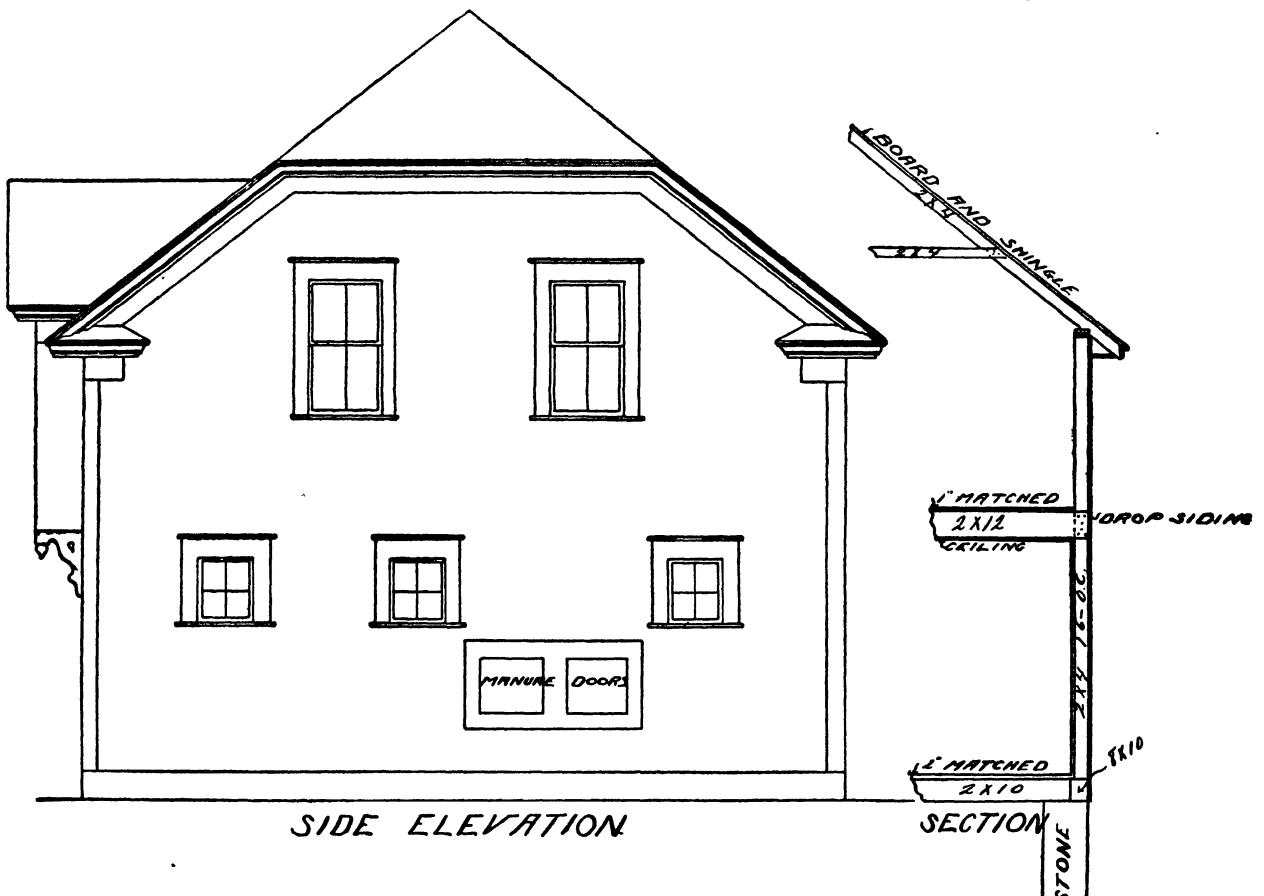 BOARD AND SHINGLE
2X4
2X4
1" MATCHED
2X12
CEILING
DROP SIDING
2X4 16-O.C.
MANURE DOORS
2" MATCHED
2X10
8X10
SIDE ELEVATION
SECTION
STONE